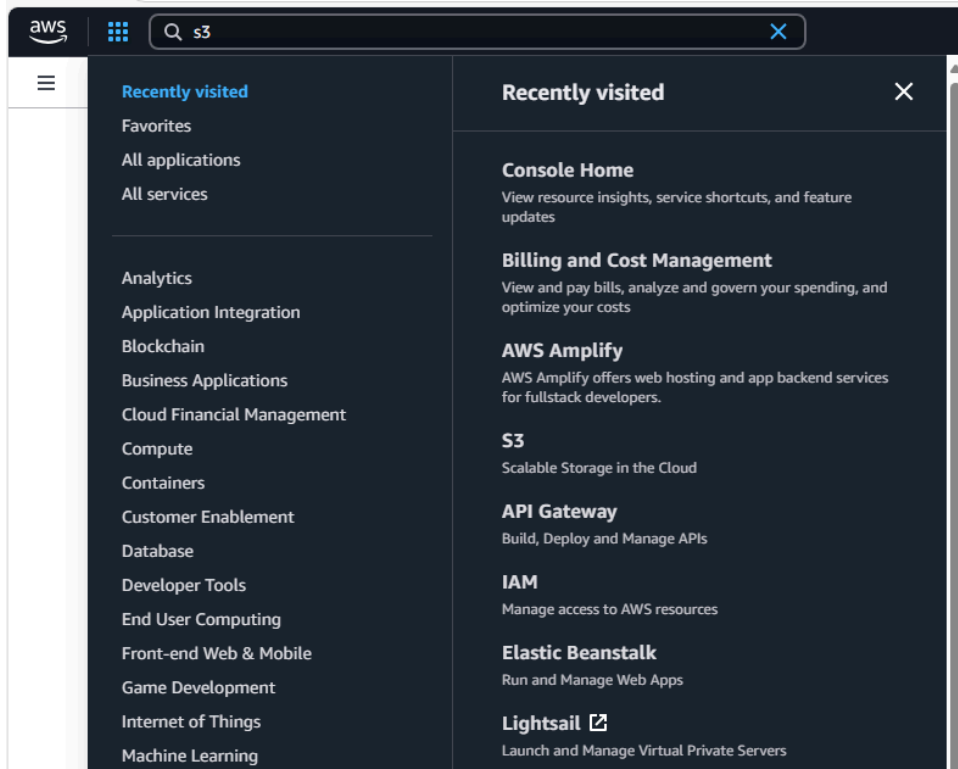 aws
s3
Recently visited
Favorites
All applications
All services
Analytics
Application Integration
Blockchain
Business Applications
Cloud Financial Management
Compute
Containers
Customer Enablement
Database
Developer Tools
End User Computing
Front-end Web & Mobile
Game Development
Internet of Things
Machine Learning
Recently visited
Console Home
View resource insights, service shortcuts, and feature
updates
Billing and Cost Management
View and pay bills, analyze and govern your spending, and
optimize your costs
AWS Amplify
AWS Amplify offers web hosting and app backend services
for fullstack developers.
S3
Scalable Storage in the Cloud
API Gateway
Build, Deploy and Manage APIs
IAM
Manage access to AWS resources
Elastic Beanstalk
Run and Manage Web Apps
Lightsail
Launch and Manage Virtual Private Servers